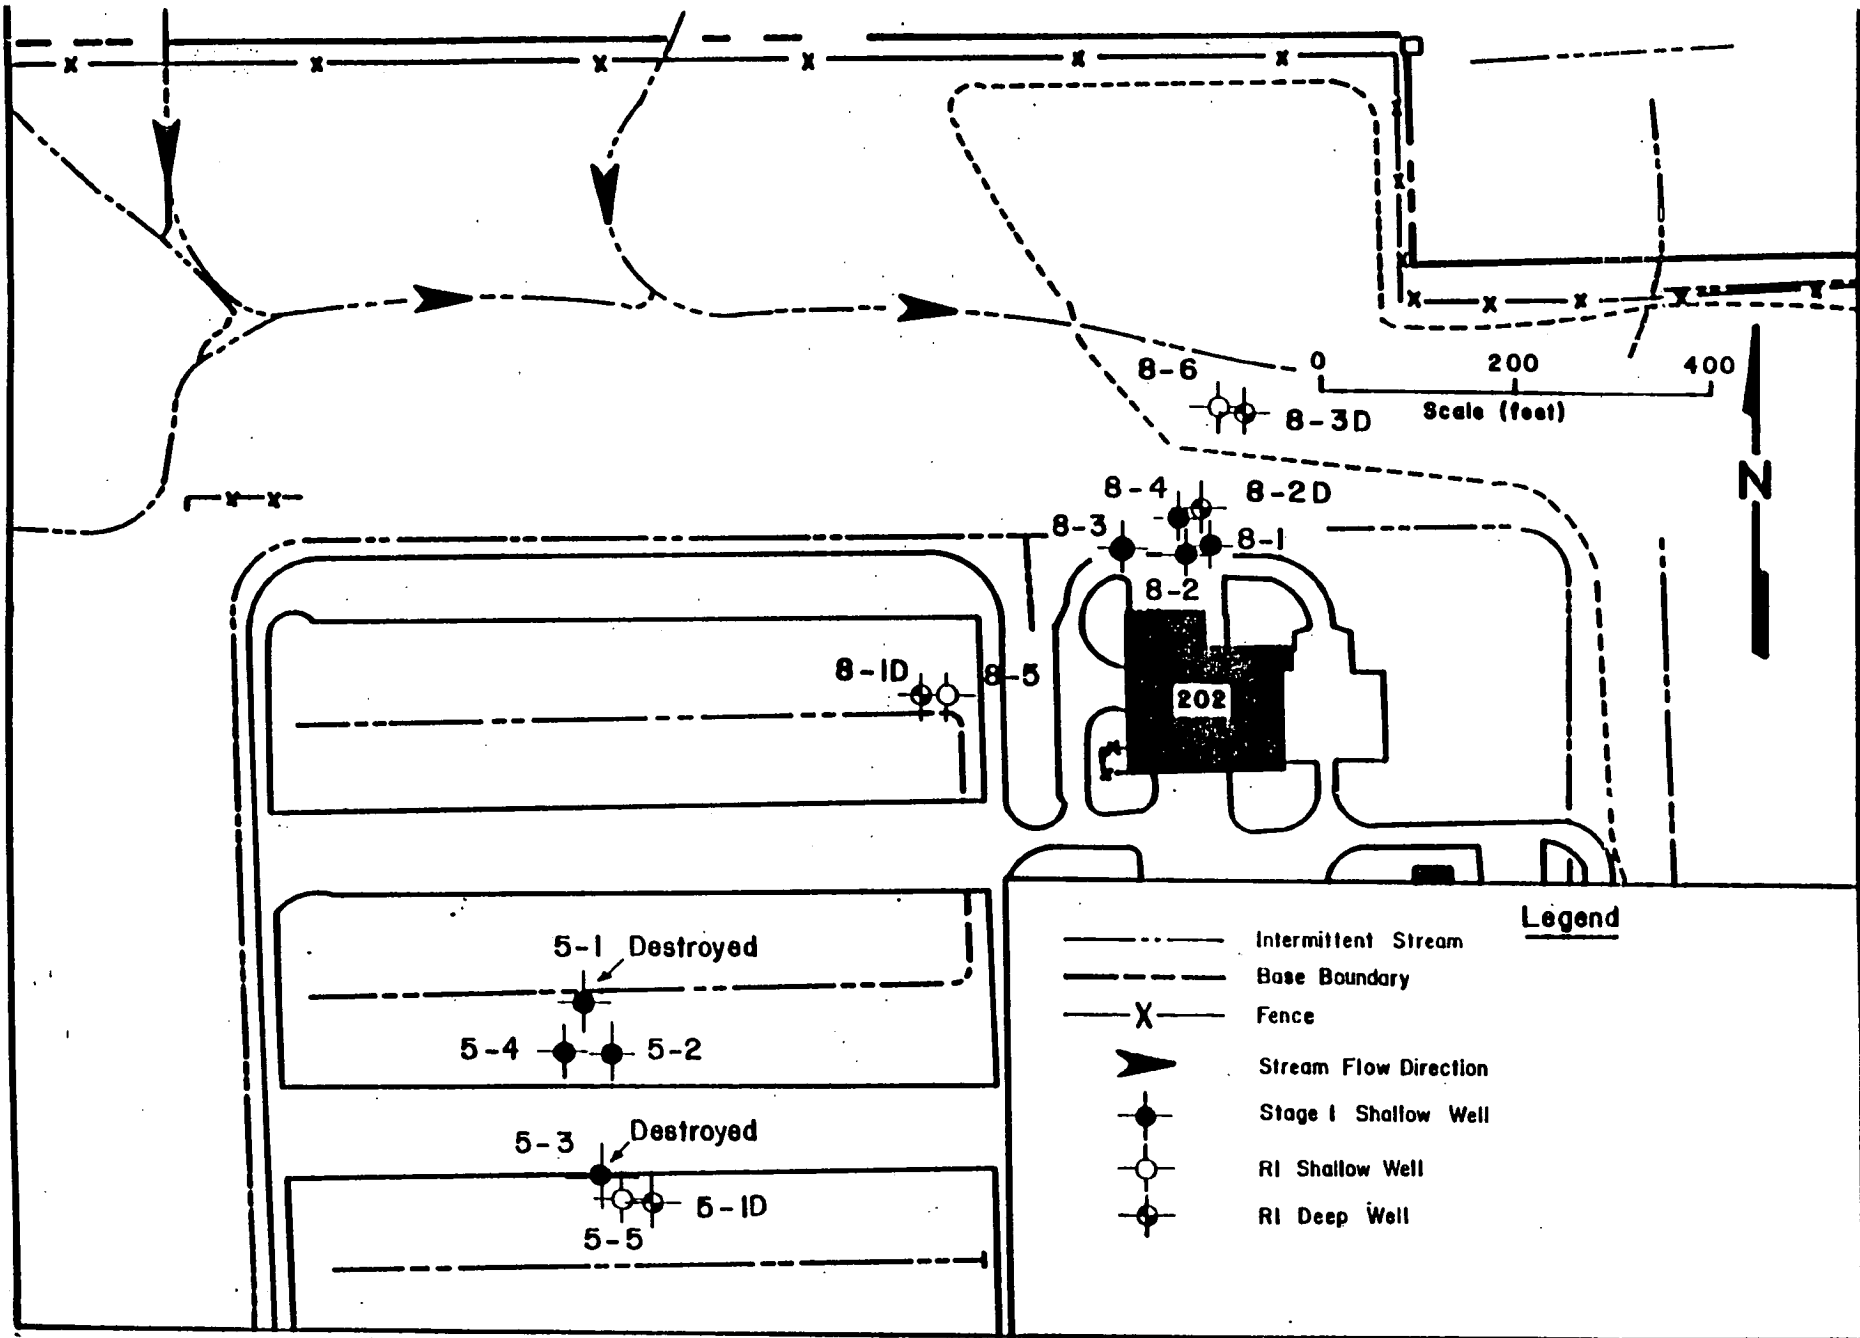 0 200 400
Scale (feet)
N
8-6
8-3D
8-4
8-2D
8-3
8-1
8-2
8-1D
8-5
202
5-1 Destroyed
5-4
5-2
5-3
Destroyed
5-1D
5-5
Legend
Intermittent Stream
Base Boundary
X Fence
Stream Flow Direction
Stage 1 Shallow Well
RI Shallow Well
RI Deep Well